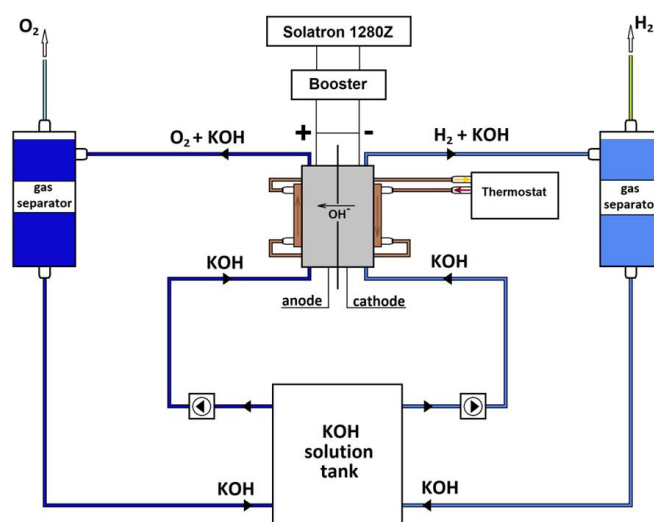 O₂
H₂
Solatron 1280Z
Booster
+
-
O₂ + KOH
H₂ + KOH
gas
separator
gas
separator
Thermostat
OH⁻
KOH
KOH
anode
cathode
KOH
solution
tank
KOH
KOH